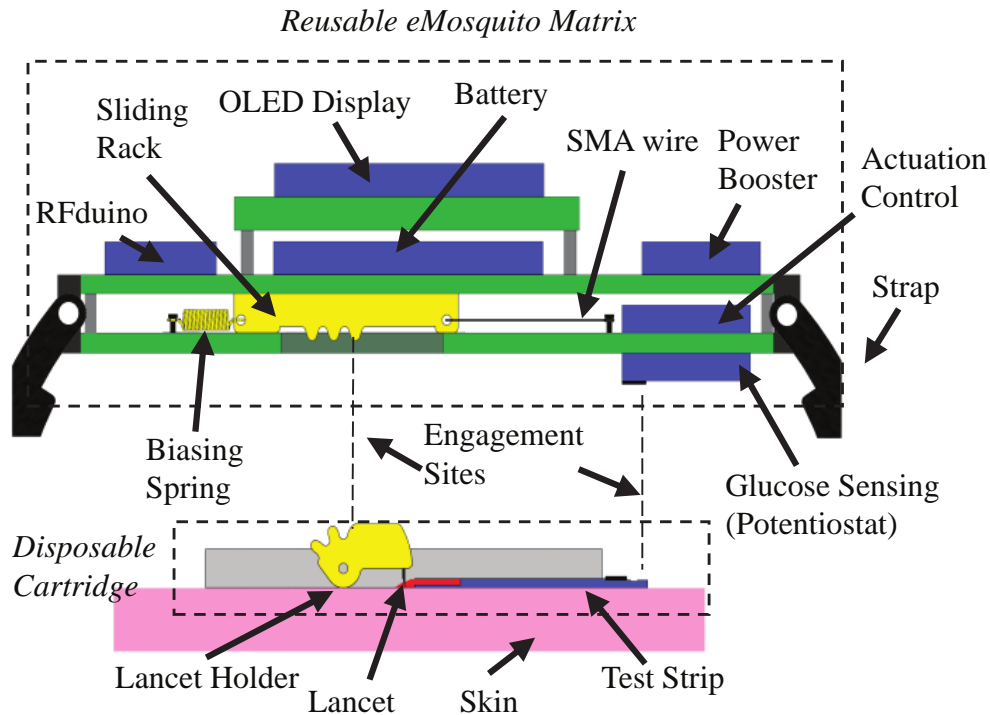 Reusable eMosquito Matrix
Sliding
Rack
OLED Display
Battery
SMA wire
Power
Booster
Actuation
Control
RFduino
Strap
Biasing
Spring
Engagement
Sites
Glucose Sensing
(Potentiostat)
Disposable
Cartridge
Lancet Holder
Lancet
Skin
Test Strip